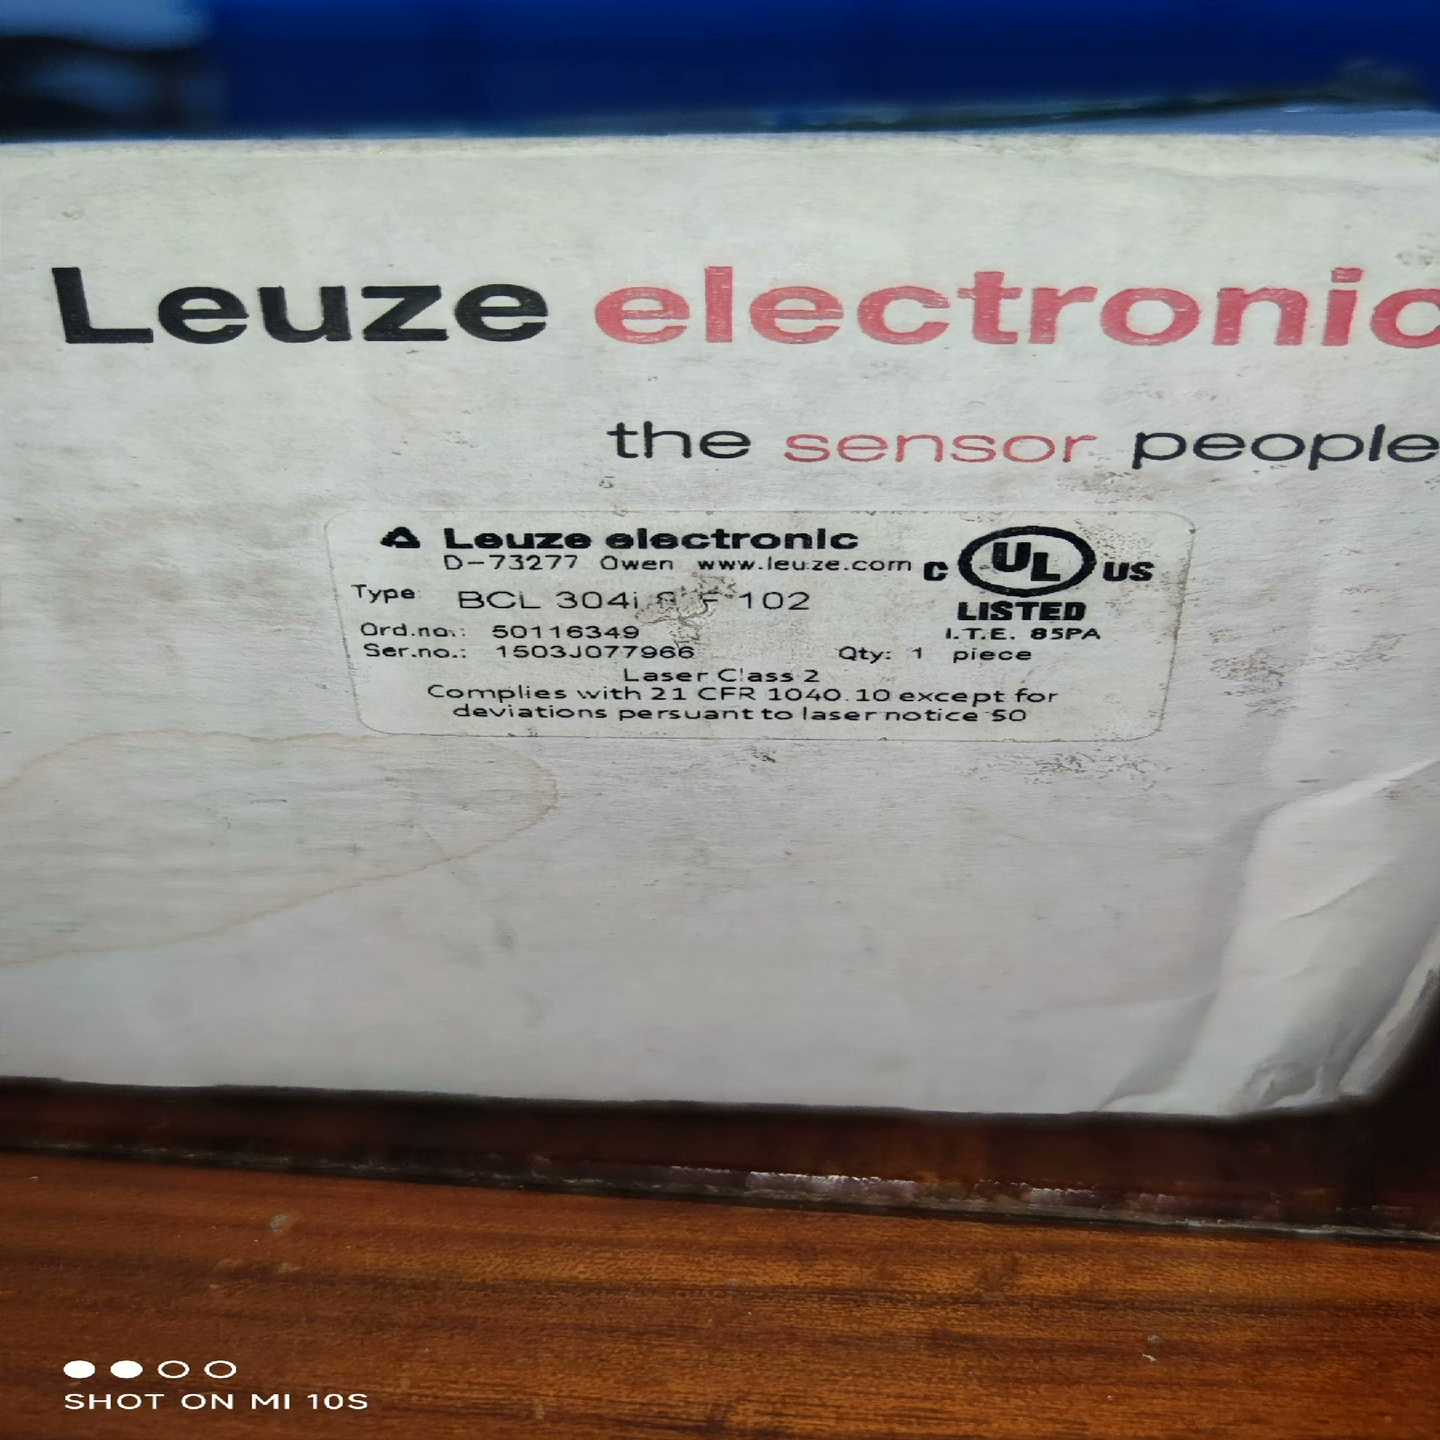 Leuze electronic
the sensor people
Leuze electronic
D-73277 Owen www.leuze.com
C UL US
LISTED
I.T.E. 85PA
Type BCL 304i F 102
Ord.no.: 50116349
Ser.no.: 1503J077966 Qty: 1 piece
Laser Class 2
Complies with 21 CFR 1040.10 except for
deviations persuant to laser notice 50
SHOT ON MI 10S